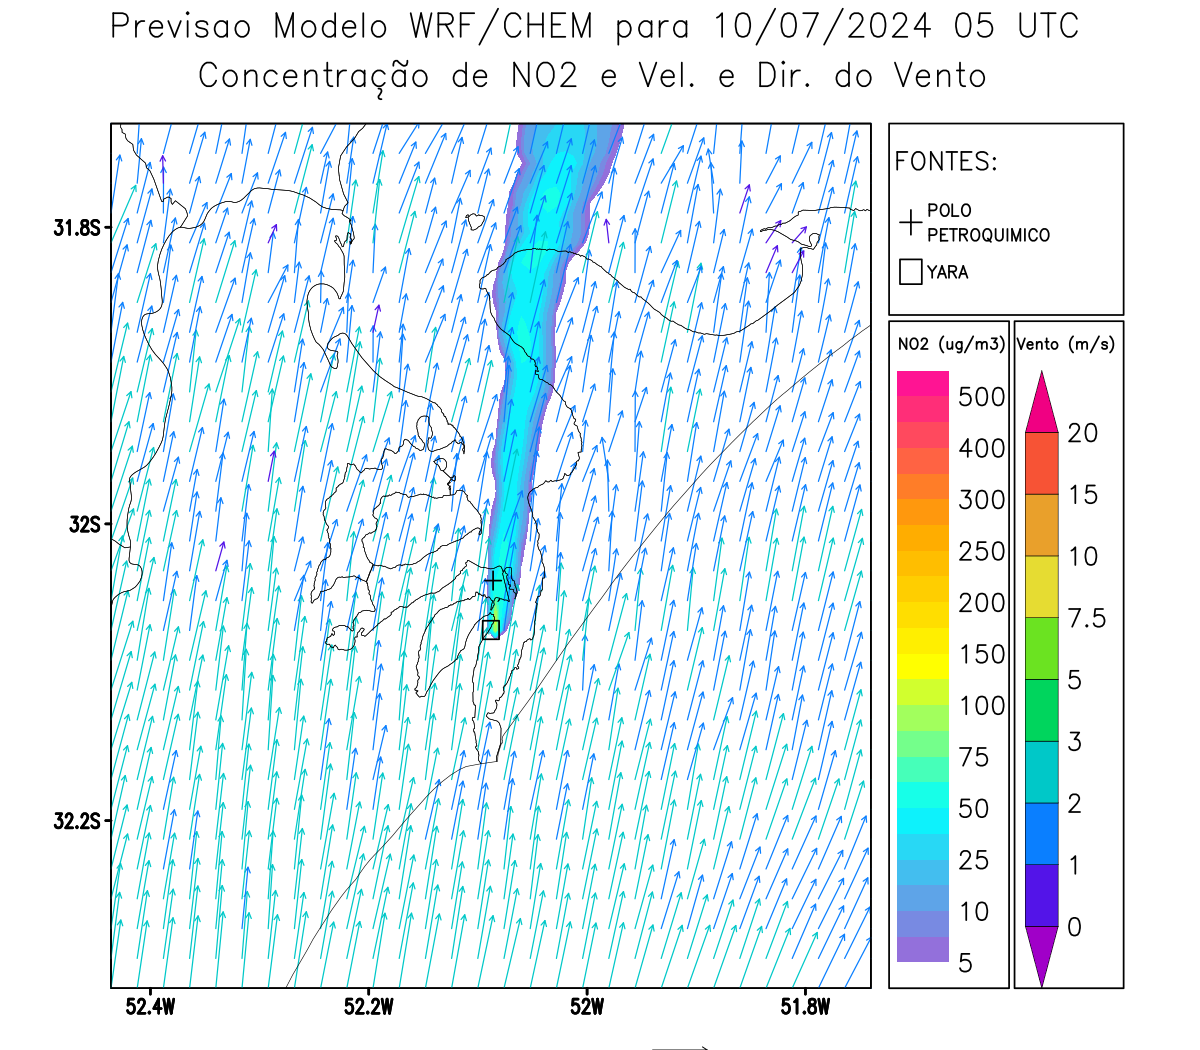 Previsao Modelo WRF/CHEM para 10/07/2024 05 UTC
Concentração de NO2 e Vel. e Dir. do Vento
FONTES:
POLO
PETROQUIMICO
YARA
NO2 (ug/m3)
500
400
300
250
200
150
100
75
50
25
10
5
Vento (m/s)
20
15
10
7.5
5
3
2
1
0
31.8S
32S
32.2S
52.4W
52.2W
52W
51.8W